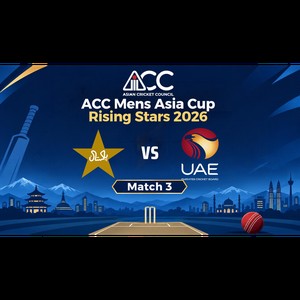 ACC
ASIAN CRICKET COUNCIL
ACC Mens Asia Cup
Rising Stars 2026
VS
UAE
Match 3